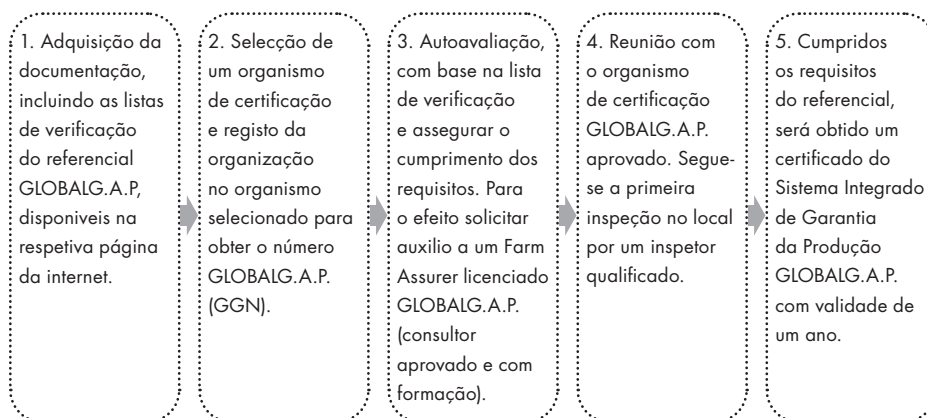 1. Adquisição da
documentação,
incluindo as listas
de verificação
do referencial
GLOBALG.A.P,
disponiveis na
respetiva página
da internet.
2. Selecção de
um organismo
de certificação
e registo da
organização
no organismo
selecionado para
obter o número
GLOBALG.A.P.
(GGN).
3. Autoavaliação,
com base na lista
de verificação
e assegurar o
cumprimento dos
requisitos. Para
o efeito solicitar
auxilio a um Farm
Assurer licenciado
GLOBALG.A.P.
(consultor
aprovado e com
formação).
4. Reunião com
o organismo
de certificação
GLOBALG.A.P.
aprovado. Segue-
se a primeira
inspeção no local
por um inspetor
qualificado.
5. Cumpridos
os requisitos
do referencial,
será obtido um
certificado do
Sistema Integrado
de Garantia
da Produção
GLOBALG.A.P.
com validade de
um ano.